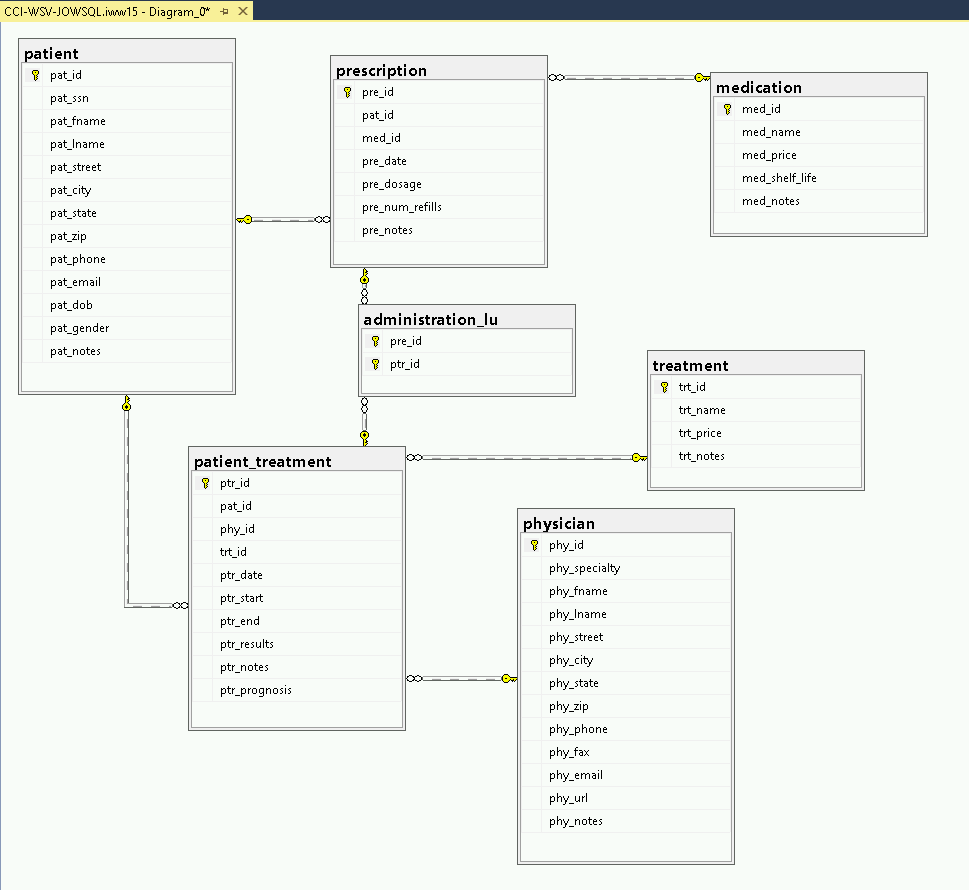 CCI-WSV-JOWSQL.iww15 - Diagram_0*
patient
pat_id
pat_ssn
pat_fname
pat_lname
pat_street
pat_city
pat_state
pat_zip
pat_phone
pat_email
pat_dob
pat_gender
pat_notes
prescription
pre_id
pat_id
med_id
pre_date
pre_dosage
pre_num_refills
pre_notes
medication
med_id
med_name
med_price
med_shelf_life
med_notes
administration_lu
pre_id
ptr_id
treatment
trt_id
trt_name
trt_price
trt_notes
patient_treatment
ptr_id
pat_id
phy_id
trt_id
ptr_date
ptr_start
ptr_end
ptr_results
ptr_notes
ptr_prognosis
physician
phy_id
phy_specialty
phy_fname
phy_lname
phy_street
phy_city
phy_state
phy_zip
phy_phone
phy_fax
phy_email
phy_url
phy_notes